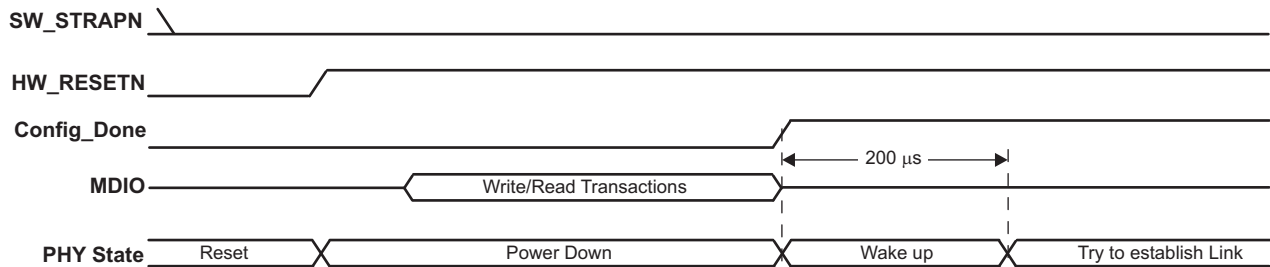 SW_STRAPN
HW_RESETN
Config_Done
200 μs
MDIO
Write/Read Transactions
PHY State
Reset
Power Down
Wake up
Try to establish Link